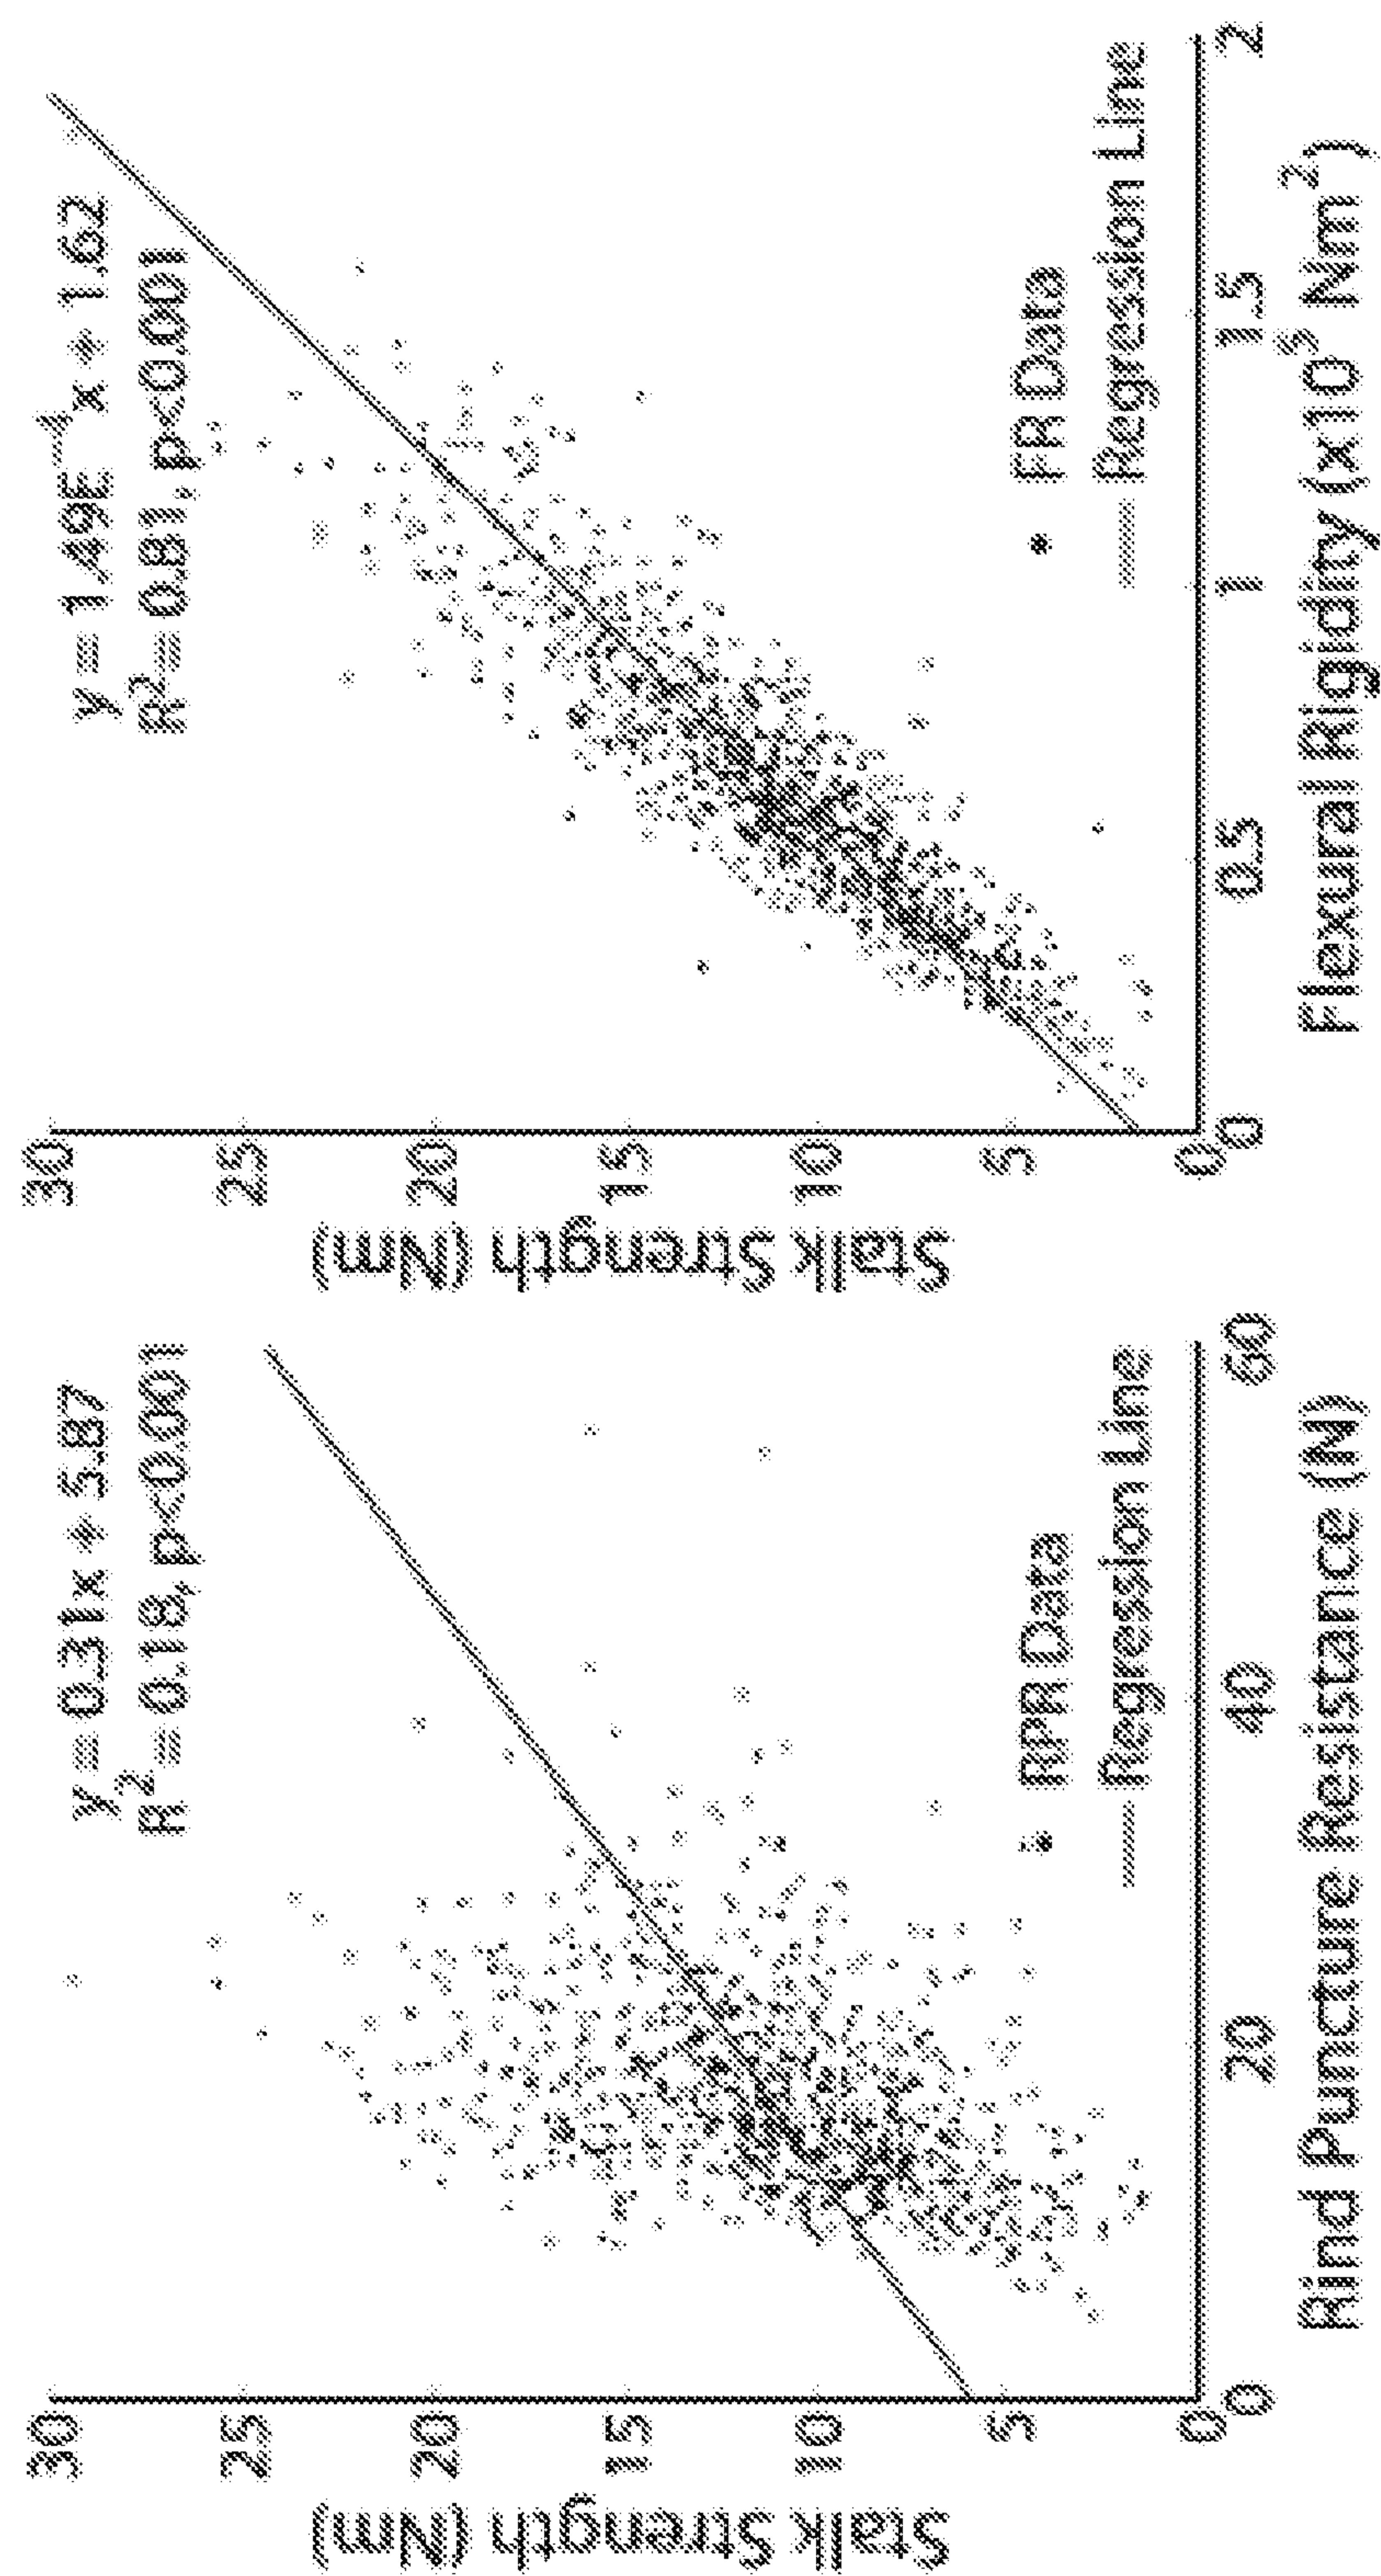 y = 0.31x + 5.87
R² = 0.18, p<0.001
30
25
20
15
10
5
0
Stalk Strength (Nm)
RPR Data
Regression Line
0
20
40
60
Rind Puncture Resistance (N)
y = 1.49E⁻⁴ x + 1.62
R² = 0.81, p<0.001
30
25
20
15
10
5
0
Stalk Strength (Nm)
FR Data
Regression Line
0
0.5
1
1.5
2
Flexural Rigidity (x10⁵ Nm²)